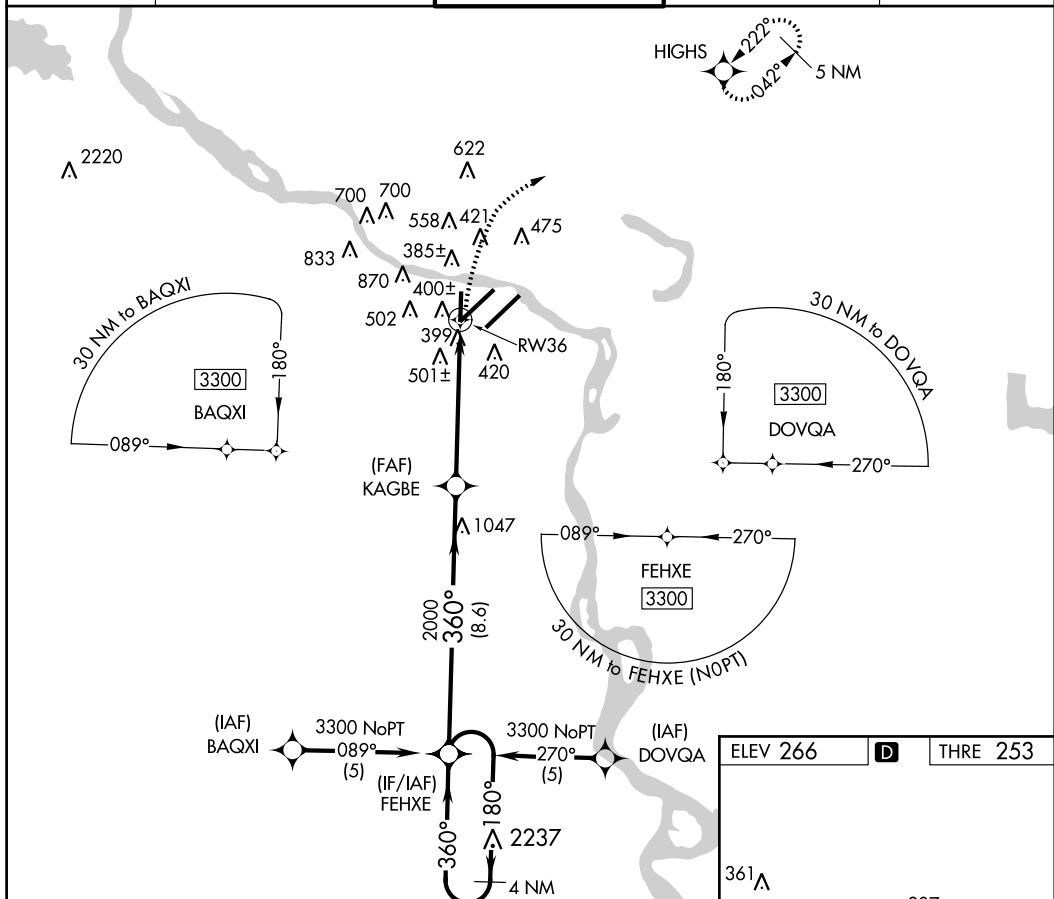 HIGHS
222°
042°
5 NM
2220
622
700
700
558
421
475
833
385±
870
400±
502
399
RW36
501±
420
30 NM to BAQXI
180°
3300
BAQXI
089°
30 NM to DOVQA
180°
3300
DOVQA
270°
(FAF)
KAGBE
1047
089°
270°
FEHXE
3300
30 NM to FEHXE (NOPT)
2000
360°
(8.6)
(IAF)
BAQXI
3300 NoPT
089°
(5)
3300 NoPT
270°
(5)
(IAF)
DOVQA
(IF/IAF)
FEHXE
360°
180°
2237
4 NM
ELEV 266
D
THRE 253
361